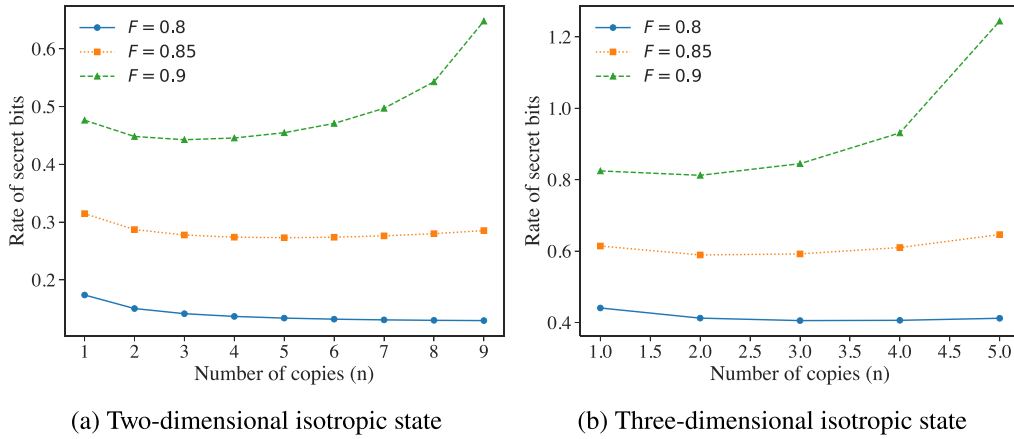 Rate of secret bits
0.6
0.5
0.4
0.3
0.2
F = 0.8
F = 0.85
F = 0.9
1 2 3 4 5 6 7 8 9
Number of copies (n)
(a) Two-dimensional isotropic state
Rate of secret bits
1.2
1.0
0.8
0.6
0.4
F = 0.8
F = 0.85
F = 0.9
1.0 1.5 2.0 2.5 3.0 3.5 4.0 4.5 5.0
Number of copies (n)
(b) Three-dimensional isotropic state